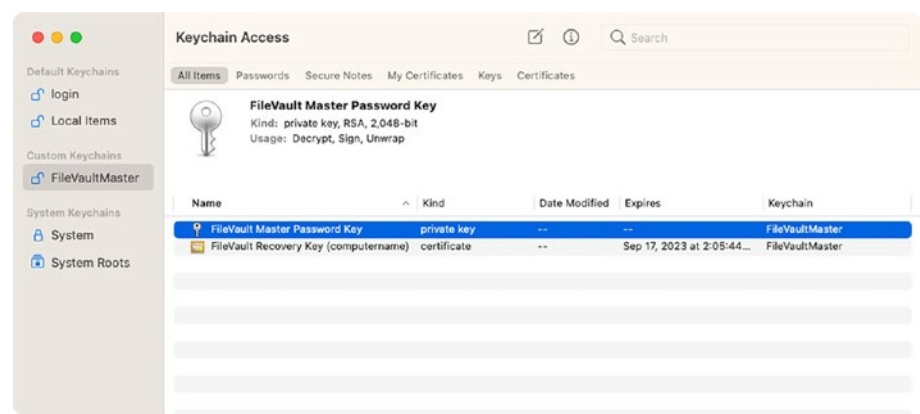 Keychain Access
Search
Default Keychains
login
Local Items
Custom Keychains
FileVaultMaster
System Keychains
System
System Roots
All Items Passwords Secure Notes My Certificates Keys Certificates
FileVault Master Password Key
Kind: private key, RSA, 2,048-bit
Usage: Decrypt, Sign, Unwrap
Name Kind Date Modified Expires Keychain
FileVault Master Password Key private key -- -- FileVaultMaster
FileVault Recovery Key (computername) certificate -- Sep 17, 2023 at 2:05:44... FileVaultMaster